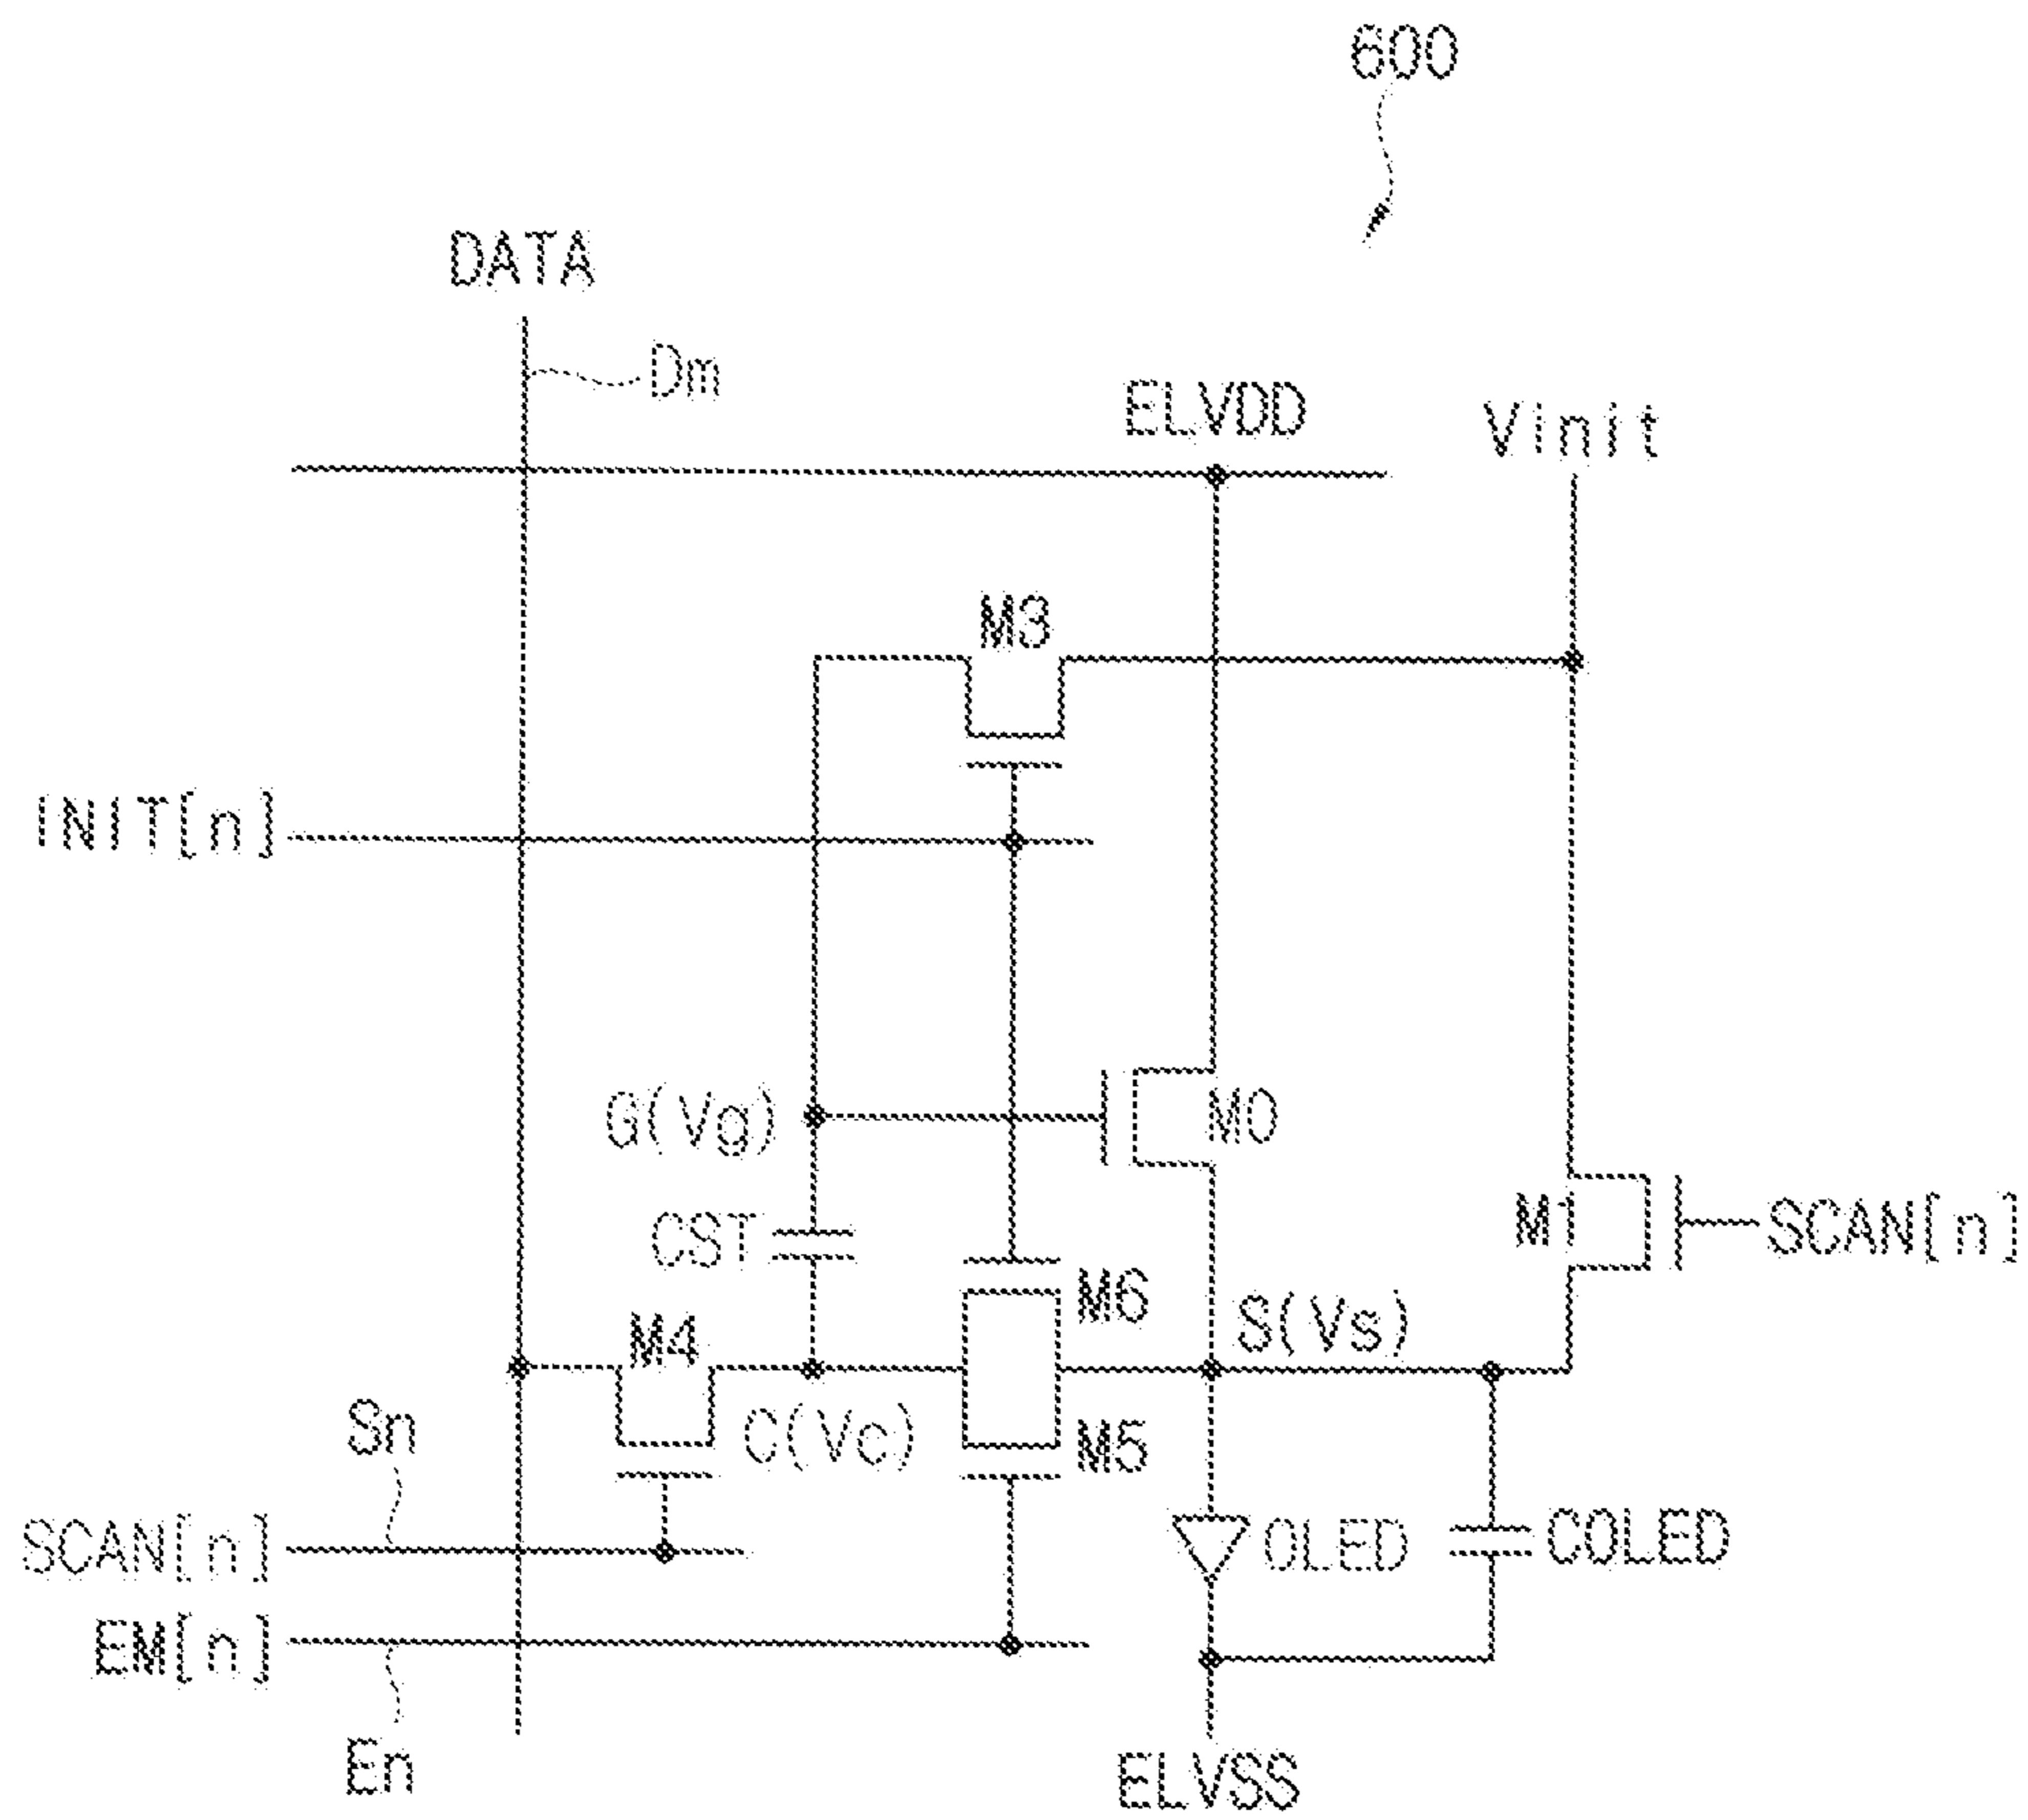 600
DATA
Dm
ELVDD
Vinit
M3
INIT[n]
G(Vg)
M0
CST
M6
M1
SCAN[n]
M4
S(Vs)
Sn
C(Vc)
M5
SCAN[n]
OLED
COLED
EM[n]
En
ELVSS